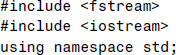 #include <fstream>
#include <iostream>
using namespace std;